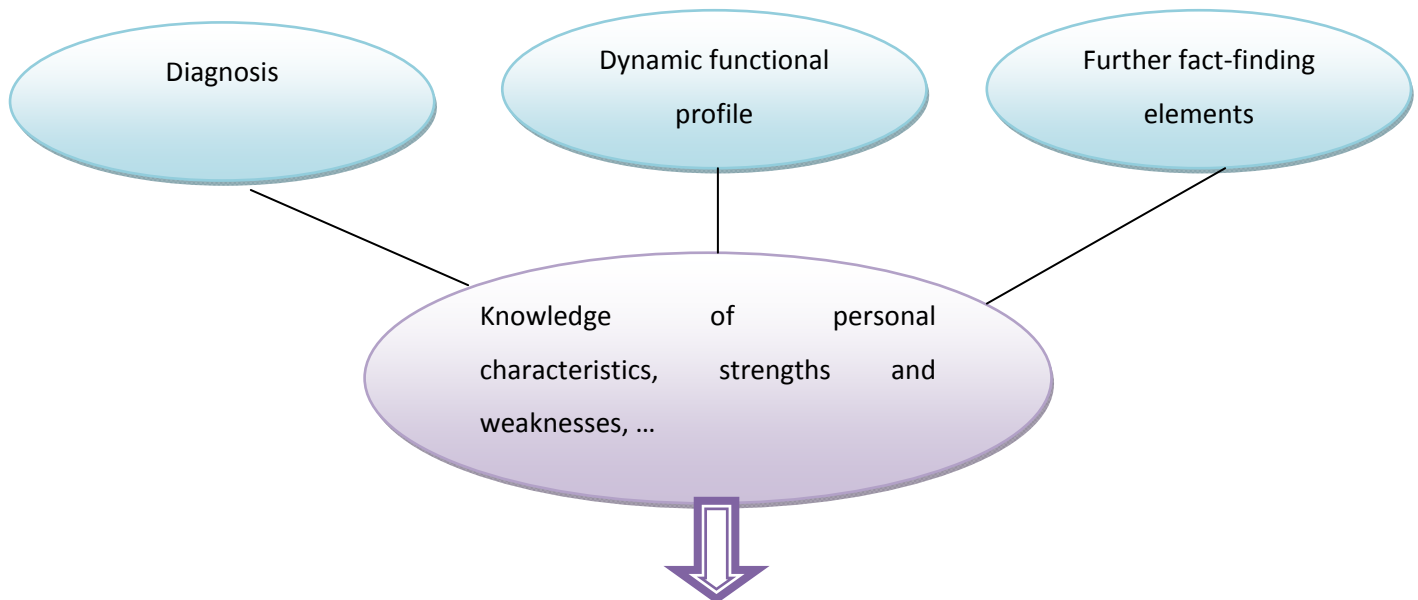 Diagnosis
Dynamic functional
profile
Further fact-finding
elements
Knowledge of personal
characteristics, strengths and
weaknesses, ...